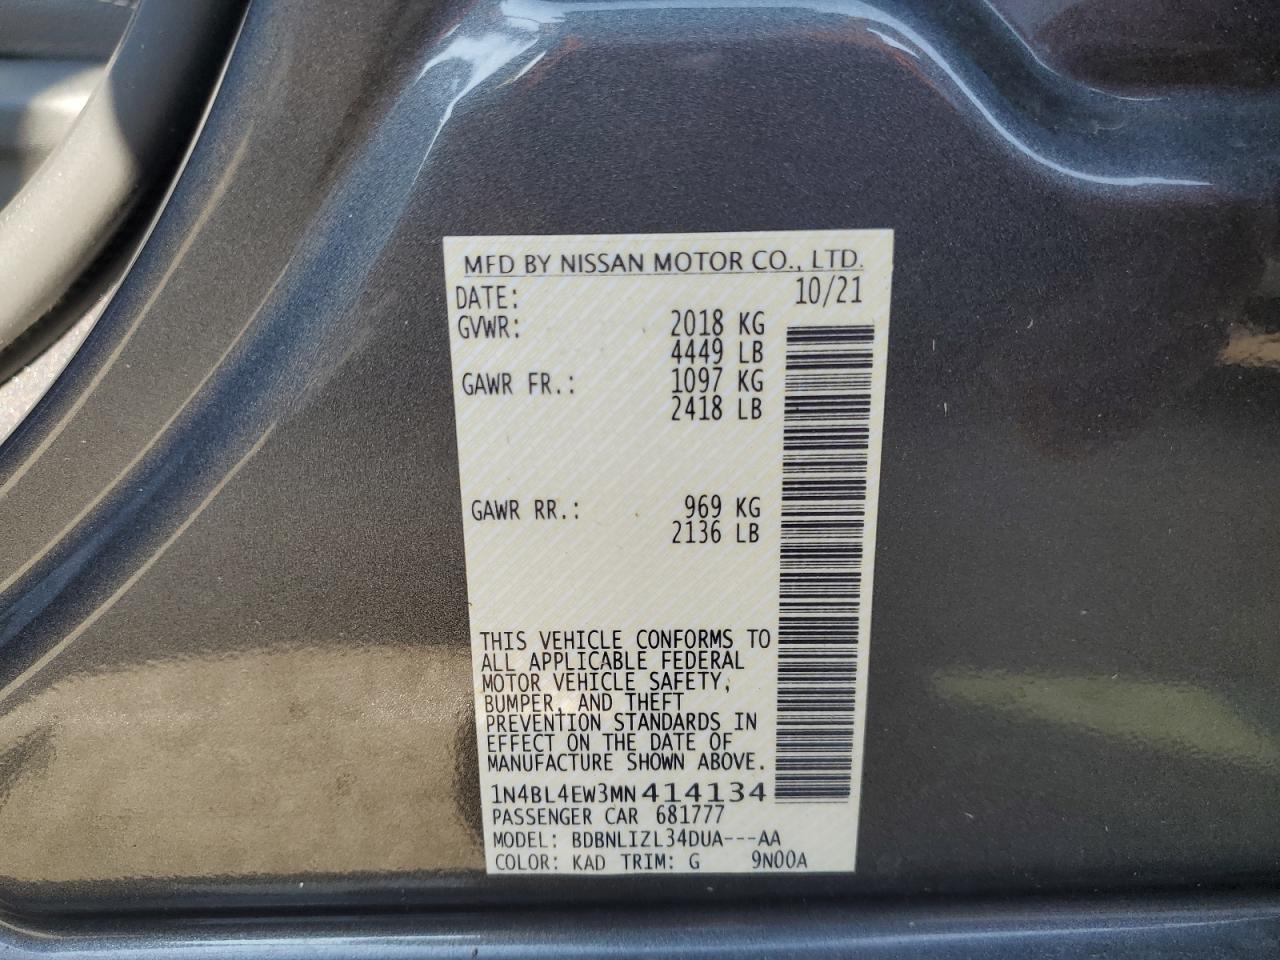 MFD BY NISSAN MOTOR CO., LTD.
DATE: 10/21
GVWR: 2018 KG
4449 LB
GAWR FR.: 1097 KG
2418 LB
GAWR RR.: 969 KG
2136 LB
THIS VEHICLE CONFORMS TO
ALL APPLICABLE FEDERAL
MOTOR VEHICLE SAFETY,
BUMPER, AND THEFT
PREVENTION STANDARDS IN
EFFECT ON THE DATE OF
MANUFACTURE SHOWN ABOVE.
1N4BL4EW3MN414134
PASSENGER CAR 681777
MODEL: BDBNLIZL34DUA---AA
COLOR: KAD TRIM: G 9N00A